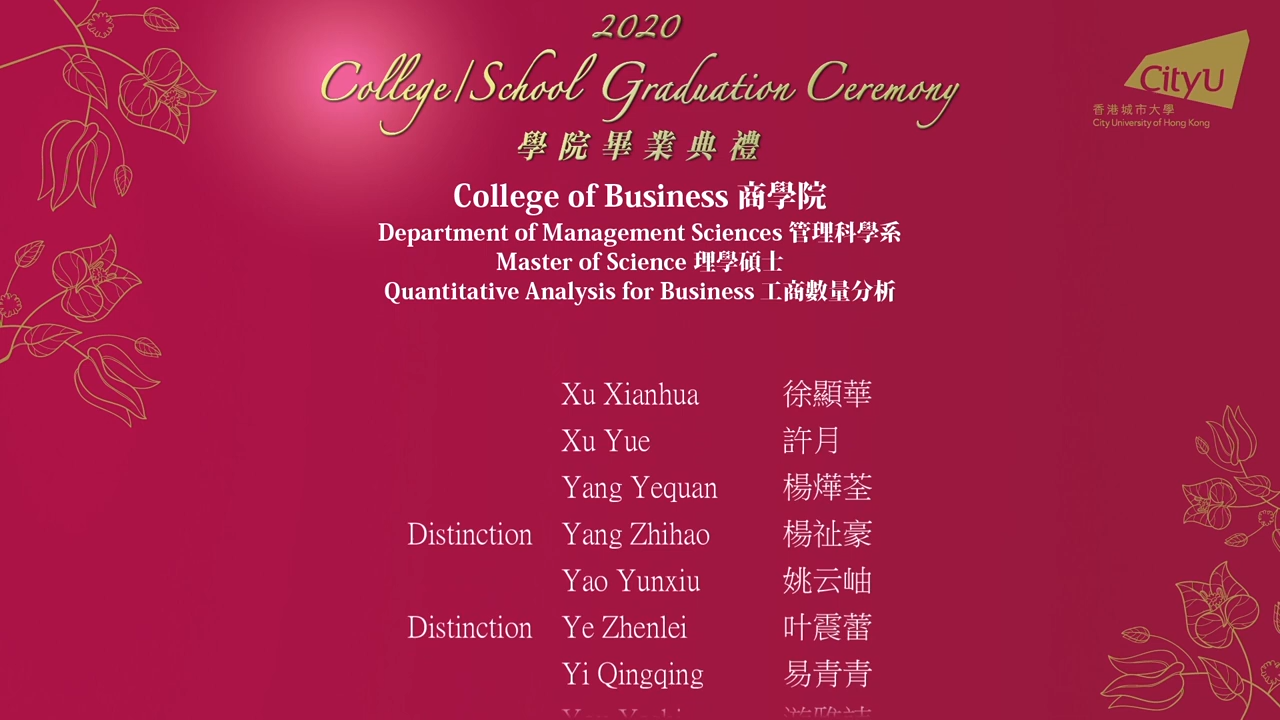 2020
College/School Graduation Ceremony
學院畢業典禮
CityU
香港城市大學
City University of Hong Kong
College of Business 商學院
Department of Management Sciences 管理科學系
Master of Science 理學碩士
Quantitative Analysis for Business 工商數量分析
Xu Xianhua 徐顯華
Xu Yue 許月
Yang Yequan 楊燁荃
Distinction Yang Zhihao 楊祉豪
Yao Yunxiu 姚云岫
Distinction Ye Zhenlei 叶震蕾
Yi Qingqing 易青青